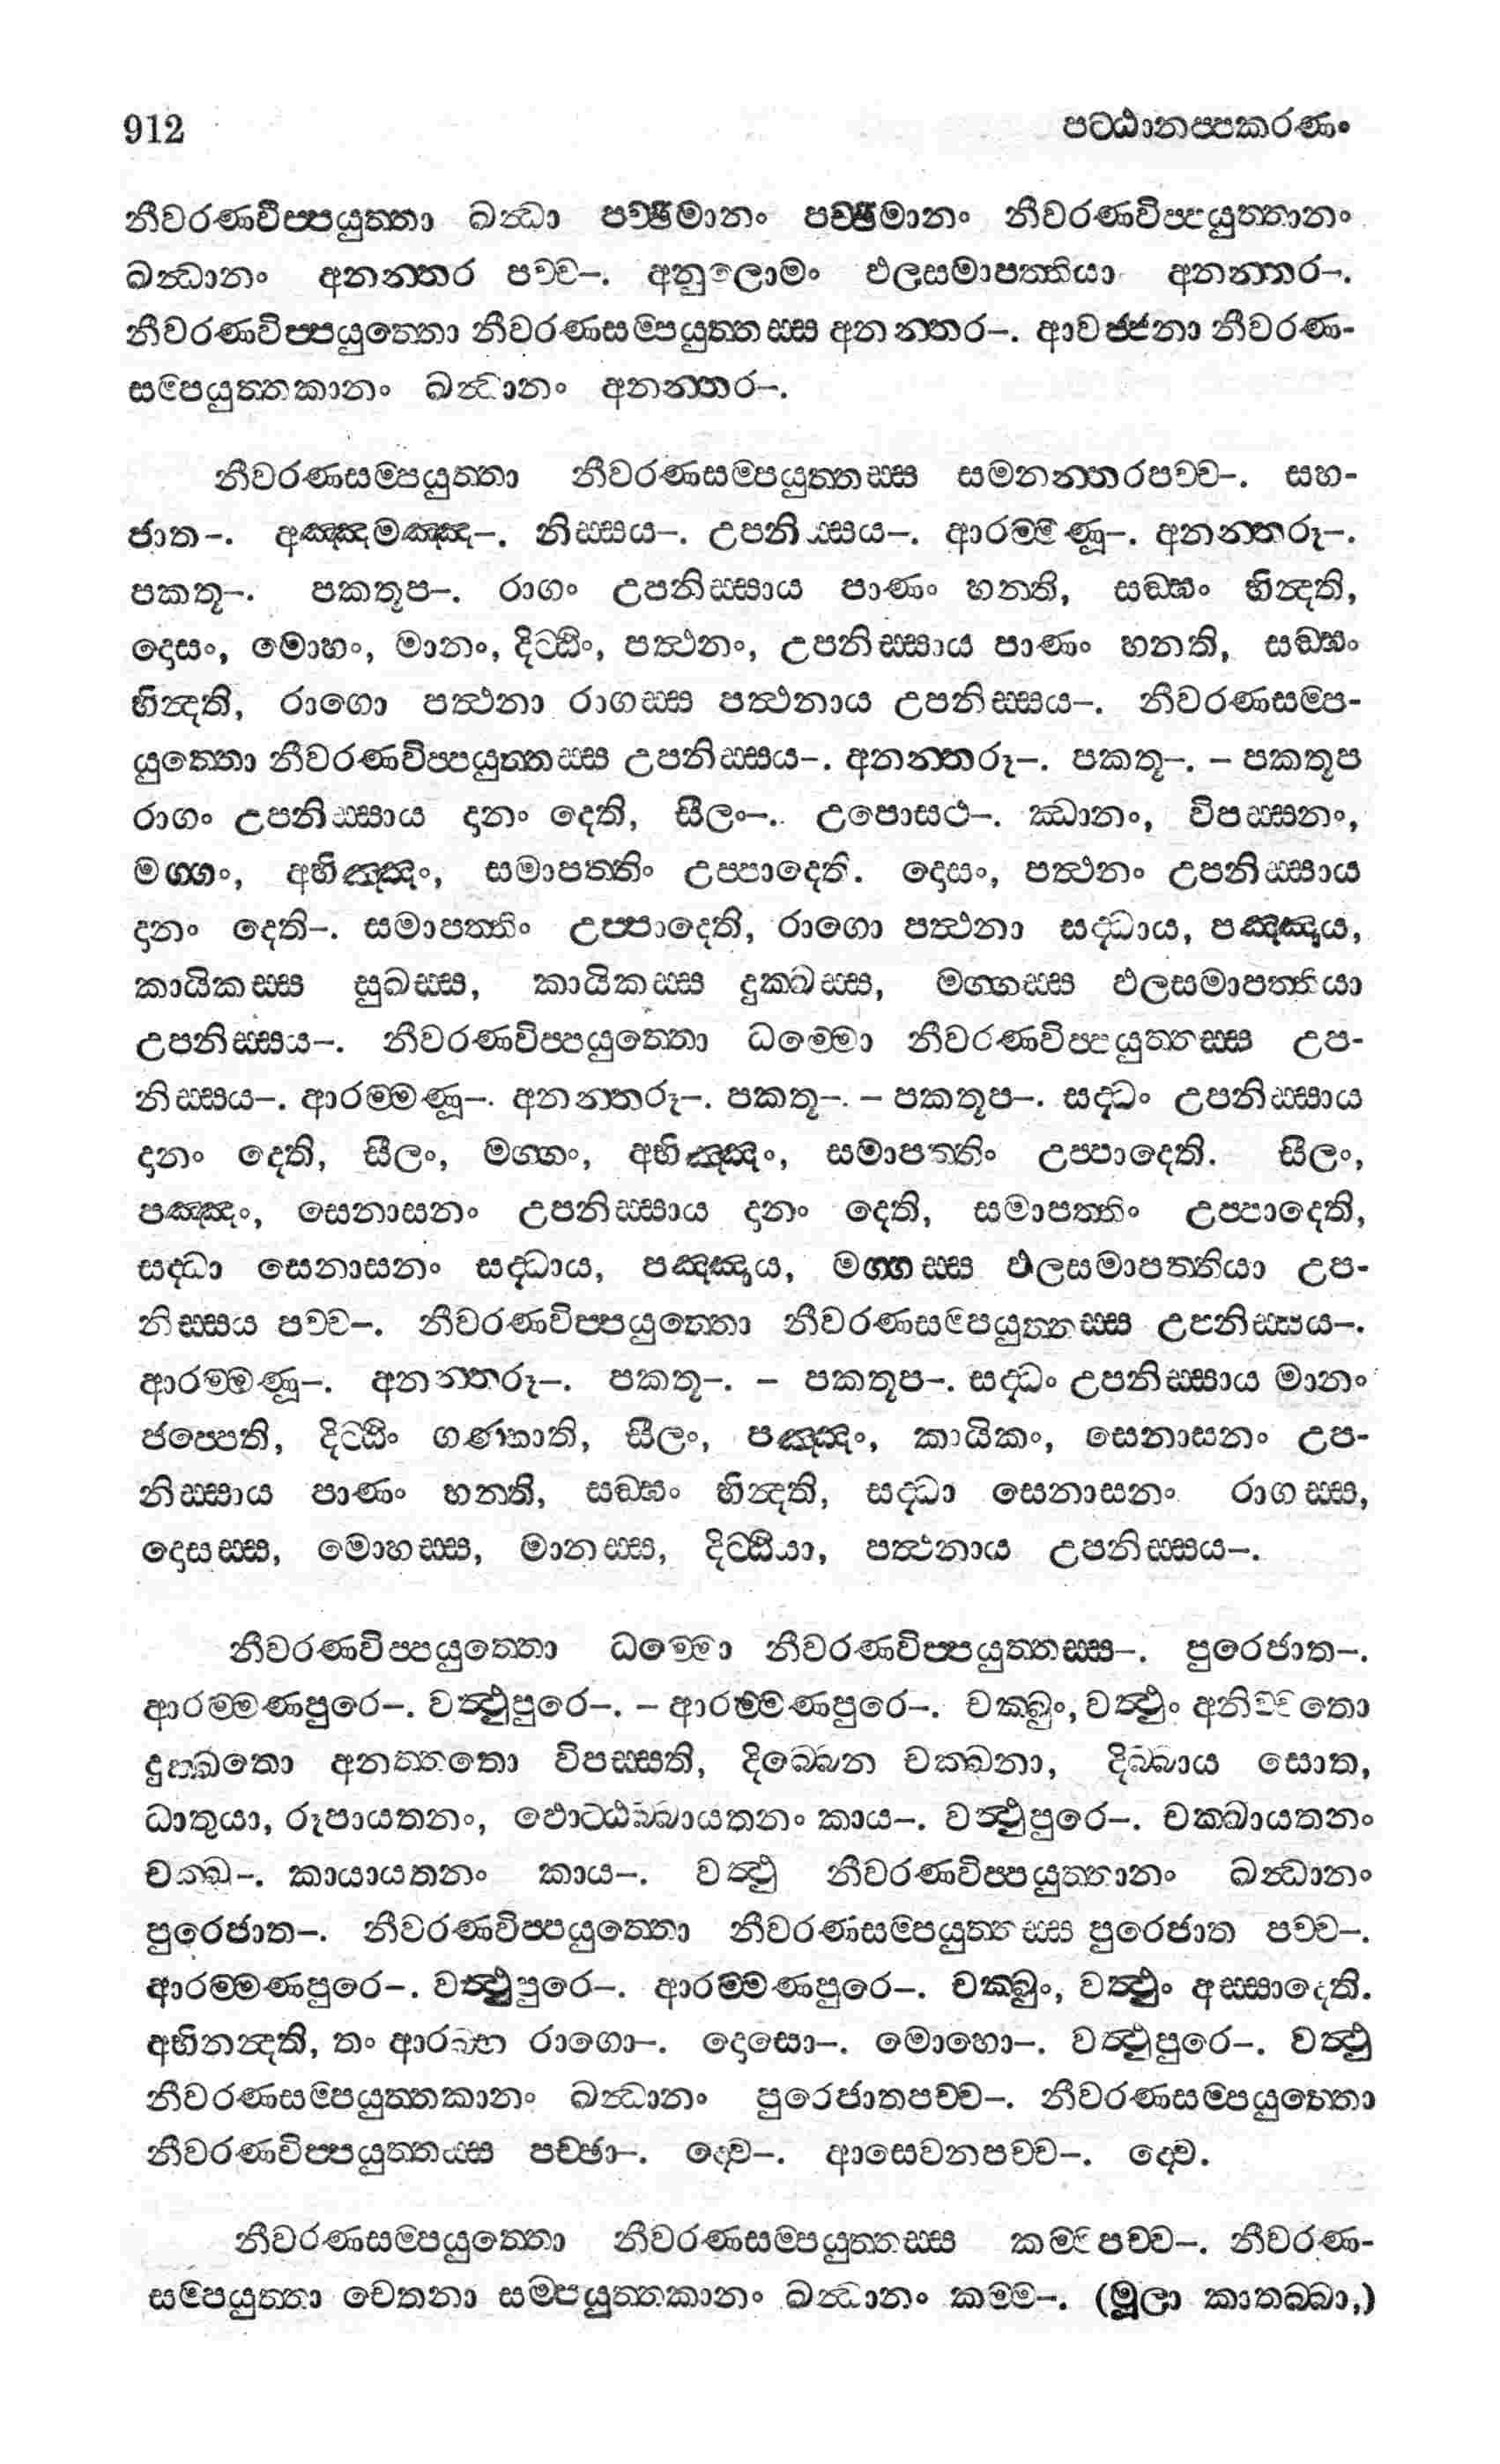 912 පට්ඨානප්පකරණං
නීවරණවිප්පයුත්තා ඛන්ධා පච්ඡිමානං පච්ඡිමානං නීවරණවිප්පයුත්තානං
ඛන්ධානං අනන්තර පච්ච–. අනුලොමං ඵලසමාපත්තියා අනන්තර–.
නීවරණවිප්පයුත්තො නීවරණසම්පයුත්තස්ස අනන්තර–. ආවජ්ජනා නීවරණ-
සම්පයුත්තකානං ඛන්ධානං අනන්තර–.
නීවරණසම්පයුත්තා නීවරණසම්පයුත්තස්ස සමනන්තරපච්ච–. සහ-
ජාත–. අඤ්ඤමඤ්ඤ–. නිස්සය–. උපනිස්සය–. ආරම්මණූ–. අනන්තරූ–.
පකතූ–. පකතූප–. රාගං උපනිස්සාය පාණං හනති, සඞ්ඝං භින්දති,
දොසං, මොහං, මානං, දිට්ඨිං, පත්ථනං, උපනිස්සාය පාණං හනති, සඞ්ඝං
භින්දති, රාගො පත්ථනා රාගස්ස පත්ථනාය උපනිස්සය–. නීවරණසම්ප-
යුත්තො නීවරණවිප්පයුත්තස්ස උපනිස්සය–. අනන්තරූ–. පකතූ–. – පකතූප
රාගං උපනිස්සාය දානං දෙති, සීලං–. උපොසථ–. ඣානං, විපස්සනං,
මග්ගං, අභිඤ්ඤං, සමාපත්තිං උප්පාදෙති. දොසං, පත්ථනං උපනිස්සාය
දානං දෙති–. සමාපත්තිං උප්පාදෙති, රාගො පත්ථනා සද්ධාය, පඤ්ඤාය,
කායිකස්ස සුඛස්ස, කායිකස්ස දුක්ඛස්ස, මග්ගස්ස ඵලසමාපත්තියා
උපනිස්සය–. නීවරණවිප්පයුත්තො ධම්මො නීවරණවිප්පයුත්තස්ස උප-
නිස්සය–. ආරම්මණූ–. අනන්තරූ–. පකතූ–. – පකතූප–. සද්ධං උපනිස්සාය
දානං දෙති, සීලං, මග්ගං, අභිඤ්ඤං, සමාපත්තිං උප්පාදෙති. සීලං,
පඤ්ඤං, සෙනාසනං උපනිස්සාය දානං දෙති, සමාපත්තිං උප්පාදෙති,
සද්ධා සෙනාසනං සද්ධාය, පඤ්ඤාය, මග්ගස්ස ඵලසමාපත්තියා උප-
නිස්සය පච්ච–. නීවරණවිප්පයුත්තො නීවරණසම්පයුත්තස්ස උපනිස්සය–.
ආරම්මණූ–. අනන්තරූ–. පකතූ–. – පකතූප–. සද්ධං උපනිස්සාය මානං
ජප්පෙති, දිට්ඨිං ගණ්හාති, සීලං, පඤ්ඤං, කායිකං, සෙනාසනං උප-
නිස්සාය පාණං හනති, සඞ්ඝං භින්දති, සද්ධා සෙනාසනං රාගස්ස,
දොසස්ස, මොහස්ස, මානස්ස, දිට්ඨියා, පත්ථනාය උපනිස්සය–.
නීවරණවිප්පයුත්තො ධම්මො නීවරණවිප්පයුත්තස්ස–. පුරෙජාත–.
ආරම්මණපුරෙ–. වත්ථුපුරෙ–. – ආරම්මණපුරෙ–. චක්ඛුං, වත්ථුං අනිච්චතො
දුක්ඛතො අනත්තතො විපස්සති, දිබ්බෙන චක්ඛනා, දිබ්බාය සොත,
ධාතුයා, රූපායතනං, ඵොට්ඨබ්බායතනං කාය–. වත්ථුපුරෙ–. චක්ඛායතනං
චක්ඛ–. කායායතනං කාය–. වත්ථු නීවරණවිප්පයුත්තානං ඛන්ධානං
පුරෙජාත–. නීවරණවිප්පයුත්තො නීවරණසම්පයුත්තස්ස පුරෙජාත පච්ච–.
ආරම්මණපුරෙ–. වත්ථුපුරෙ–. ආරම්මණපුරෙ–. චක්ඛුං, වත්ථුං අස්සාදෙති.
අභිනන්දති, තං ආරබ්භ රාගො–. දොසො–. මොහො–. වත්ථුපුරෙ–. වත්ථු
නීවරණසම්පයුත්තකානං ඛන්ධානං පුරෙජාතපච්ච–. නීවරණසම්පයුත්තො
නීවරණවිප්පයුත්තස්ස පච්ඡා–. ද්වෙ–. ආසෙවනපච්ච–. ද්වෙ.
නීවරණසම්පයුත්තො නීවරණසම්පයුත්තස්ස කම්මපච්ච–. නීවරණ-
සම්පයුත්තා චෙතනා සම්පයුත්තකානං ඛන්ධානං කම්ම–. (මූලා කාතබ්බා,)